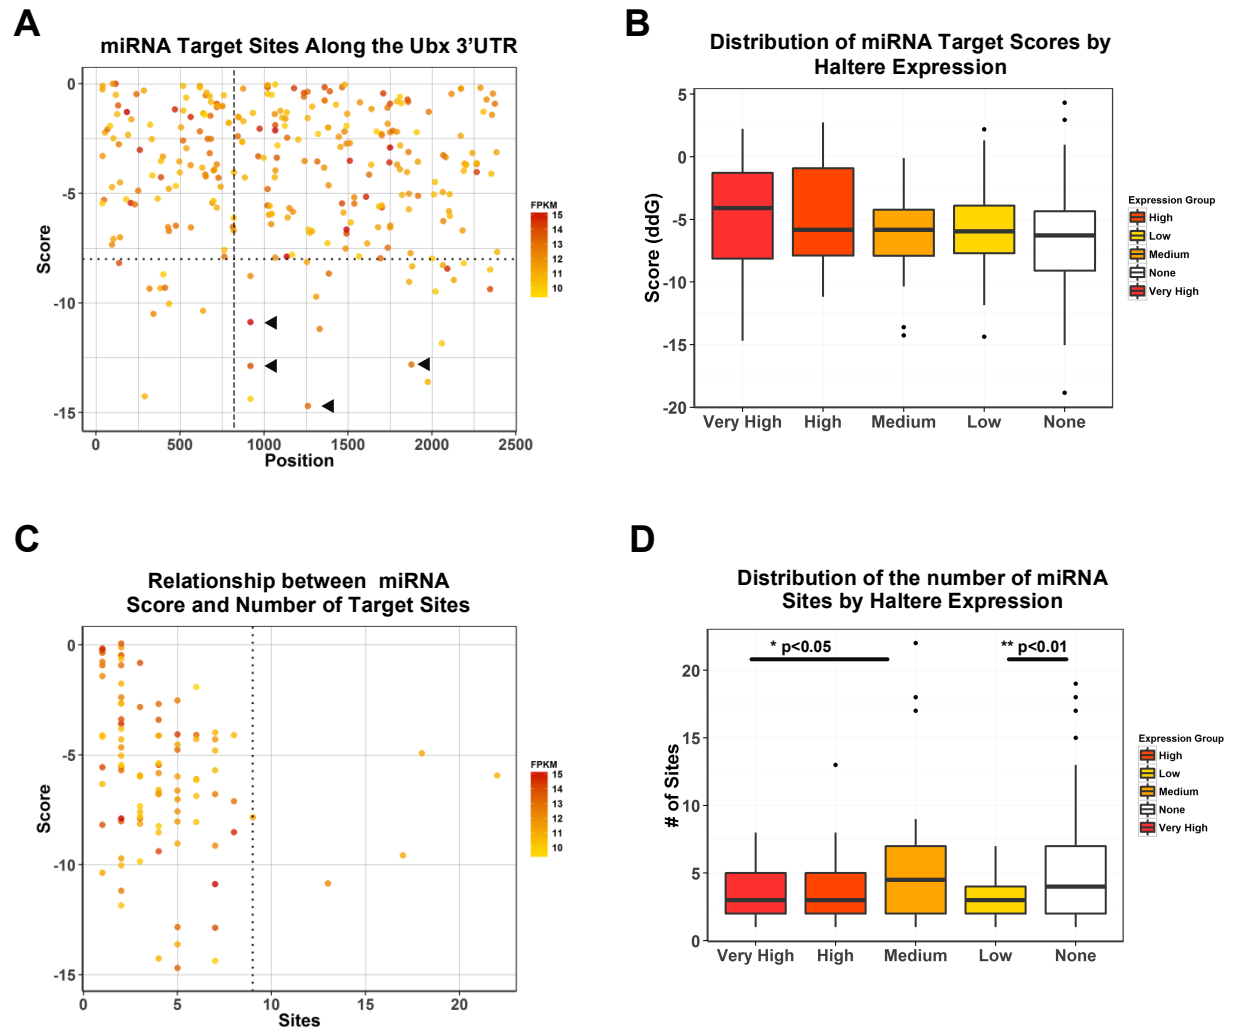 A
miRNA Target Sites Along the Ubx 3’UTR
0
-5
-10
-15
Score
0 500 1000 1500 2000 2500
Position
FPKM
15
14
13
12
11
10
B
Distribution of miRNA Target Scores by
Haltere Expression
5
0
-5
-10
-15
-20
Score (ddG)
Very High High Medium Low None
Expression Group
High
Low
Medium
None
Very High
C
Relationship between miRNA
Score and Number of Target Sites
0
-5
-10
-15
Score
0 5 10 15 20
Sites
FPKM
15
14
13
12
11
10
D
Distribution of the number of miRNA
Sites by Haltere Expression
* p<0.05 ** p<0.01
20
15
10
5
0
# of Sites
Very High High Medium Low None
Expression Group
High
Low
Medium
None
Very High